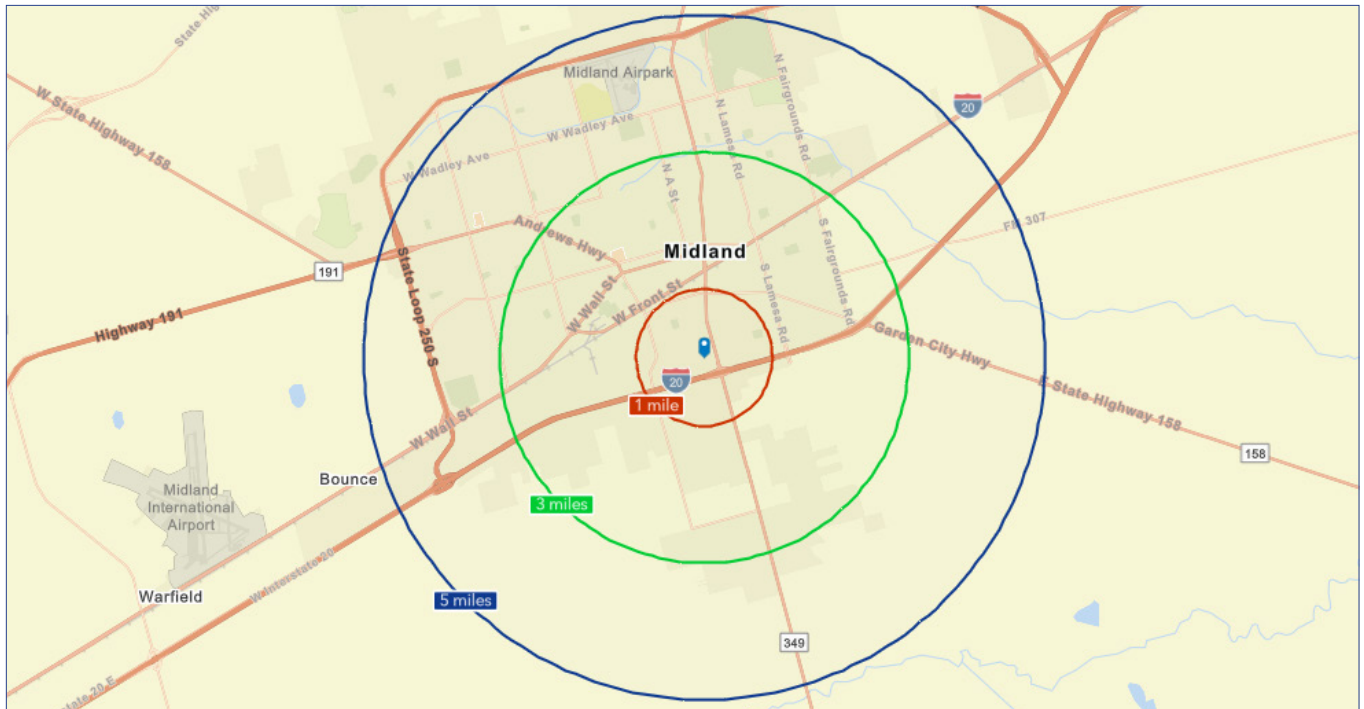 State High
Midland Airpark
W State Highway 158
W Wadley Ave
W Wadley Ave
N A St
N Lamesa Rd
N Fairgrounds Rd
20
FM 307
Andrews Hwy
Midland
S Fairgrounds Rd
S Lamesa Rd
191
Highway 191
State Loop 250 S
W Wall St
W Front St
Garden City Hwy
E State Highway 158
20
1 mile
W Wall St
158
Bounce
Midland
International
Airport
3 miles
W Interstate 20
Warfield
5 miles
349
State 20 E